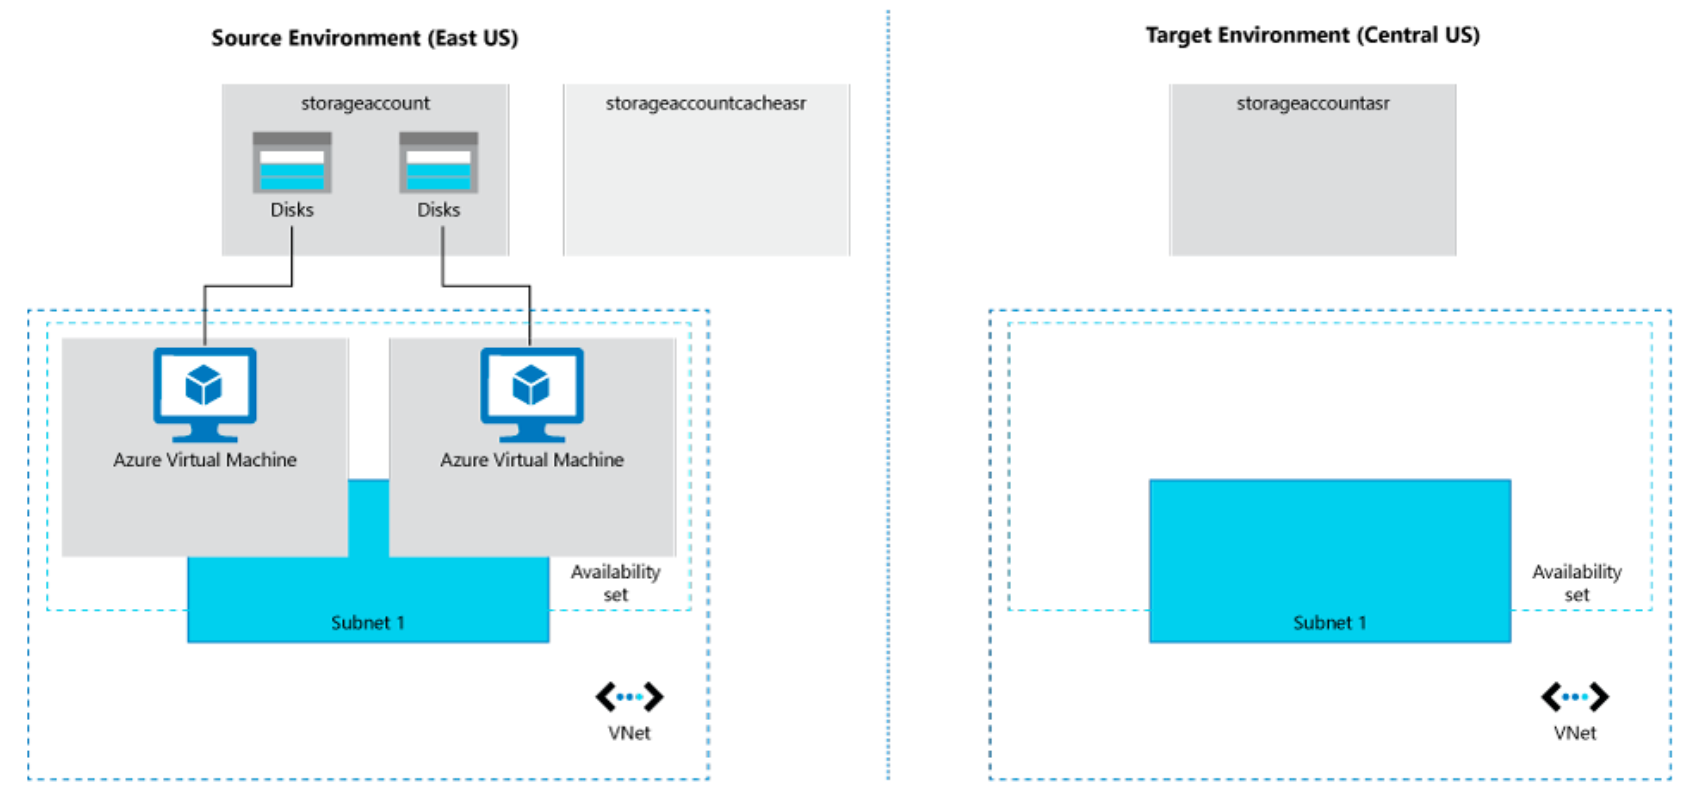 Source Environment (East US)
storageaccount
Disks
Disks
storageaccountcacheasr
Azure Virtual Machine
Azure Virtual Machine
Availability
set
Subnet 1
VNet
Target Environment (Central US)
storageaccountasr
Availability
set
Subnet 1
VNet